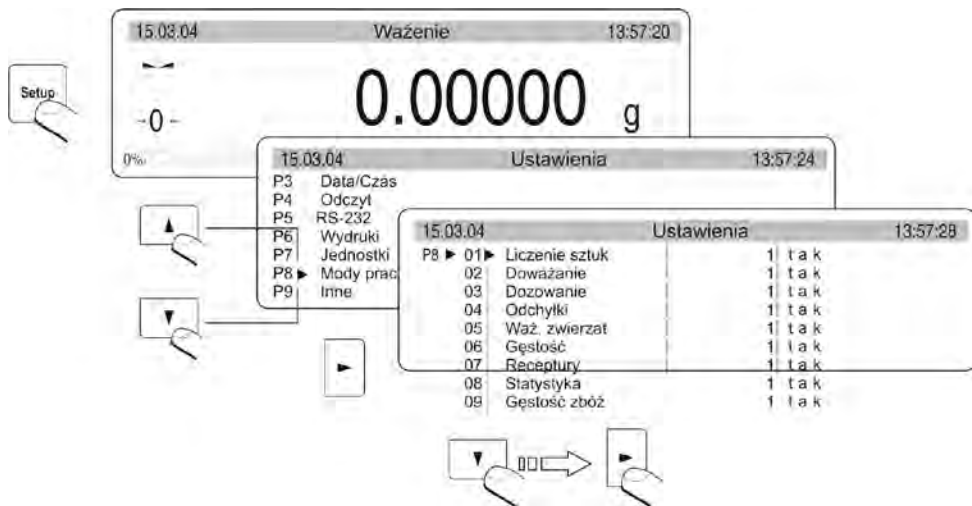 15.03.04 Ważenie 13:57:20
Setup
0.00000 g
-0-
0%
15.03.04 Ustawienia 13:57:24
P3 Data/Czas
P4 Odczyt
P5 RS-232
P6 Wydruki
P7 Jednostki
P8 Mody prac
P9 Inne
15.03.04 Ustawienia 13:57:28
P8 01 Liczenie sztuk 1 tak
02 Doważanie 1 tak
03 Dozowanie 1 tak
04 Odchyłki 1 tak
05 Waż. zwierzat 1 tak
06 Gęstość 1 tak
07 Receptury 1 tak
08 Statystyka 1 tak
09 Gęstość zbóż 1 tak